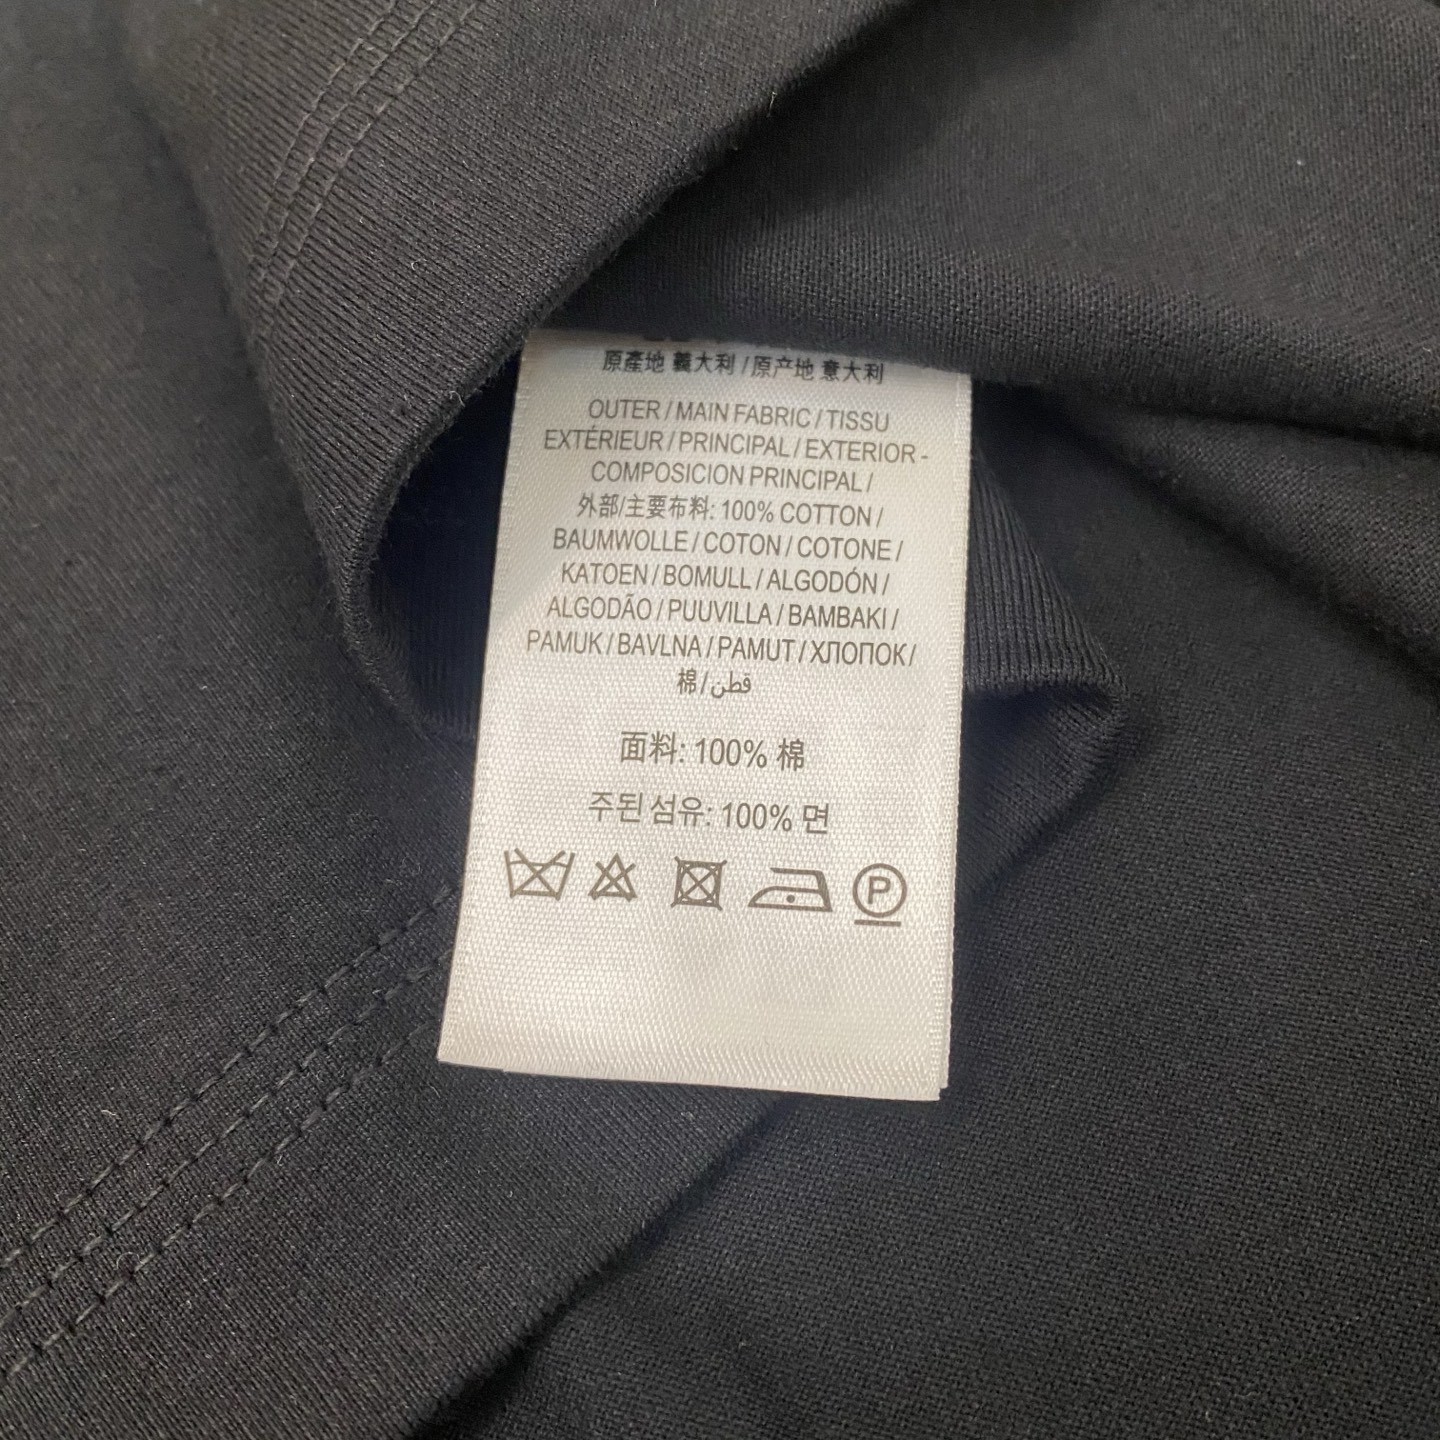 原產地 義大利 / 原产地 意大利
OUTER / MAIN FABRIC / TISSU
EXTÉRIEUR / PRINCIPAL / EXTERIOR -
COMPOSICION PRINCIPAL /
外部/主要布料: 100% COTTON /
BAUMWOLLE / COTON / COTONE /
KATOEN / BOMULL / ALGODÓN /
ALGODÃO / PUUVILLA / BAMBAKI /
PAMUK / BAVLNA / PAMUT / ХЛОПОК /
棉 / قطن
面料: 100% 棉
주된 섬유: 100% 면
P